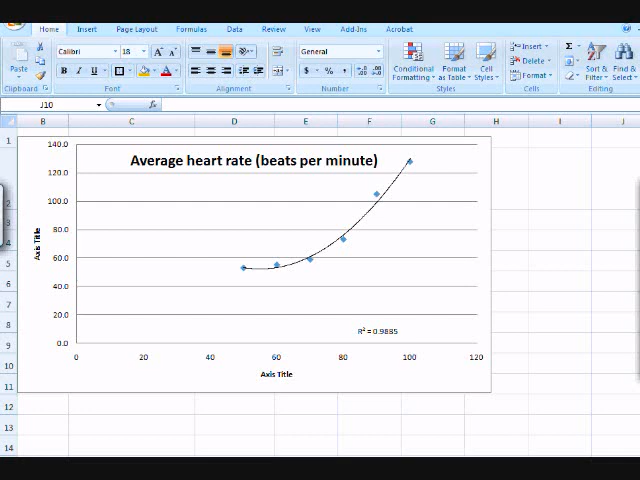 Home Insert Page Layout Formulas Data Review View Add-Ins Acrobat
Paste
Calibri 18 A A
B I U A
General
$ % ,
Conditional Formatting
Format as Table
Cell Styles
Insert
Delete
Format
Σ
Sort & Filter
Find & Select
Clipboard Font Alignment Number Styles Cells Editing
J10 fx
B C D E F G H I J
1
2
3
4
5
6
7
8
9
10
11
12
13
14
Average heart rate (beats per minute)
140.0
120.0
100.0
80.0
60.0
40.0
20.0
0.0
Axis Title
R² = 0.9885
0 20 40 60 80 100 120
Axis Title